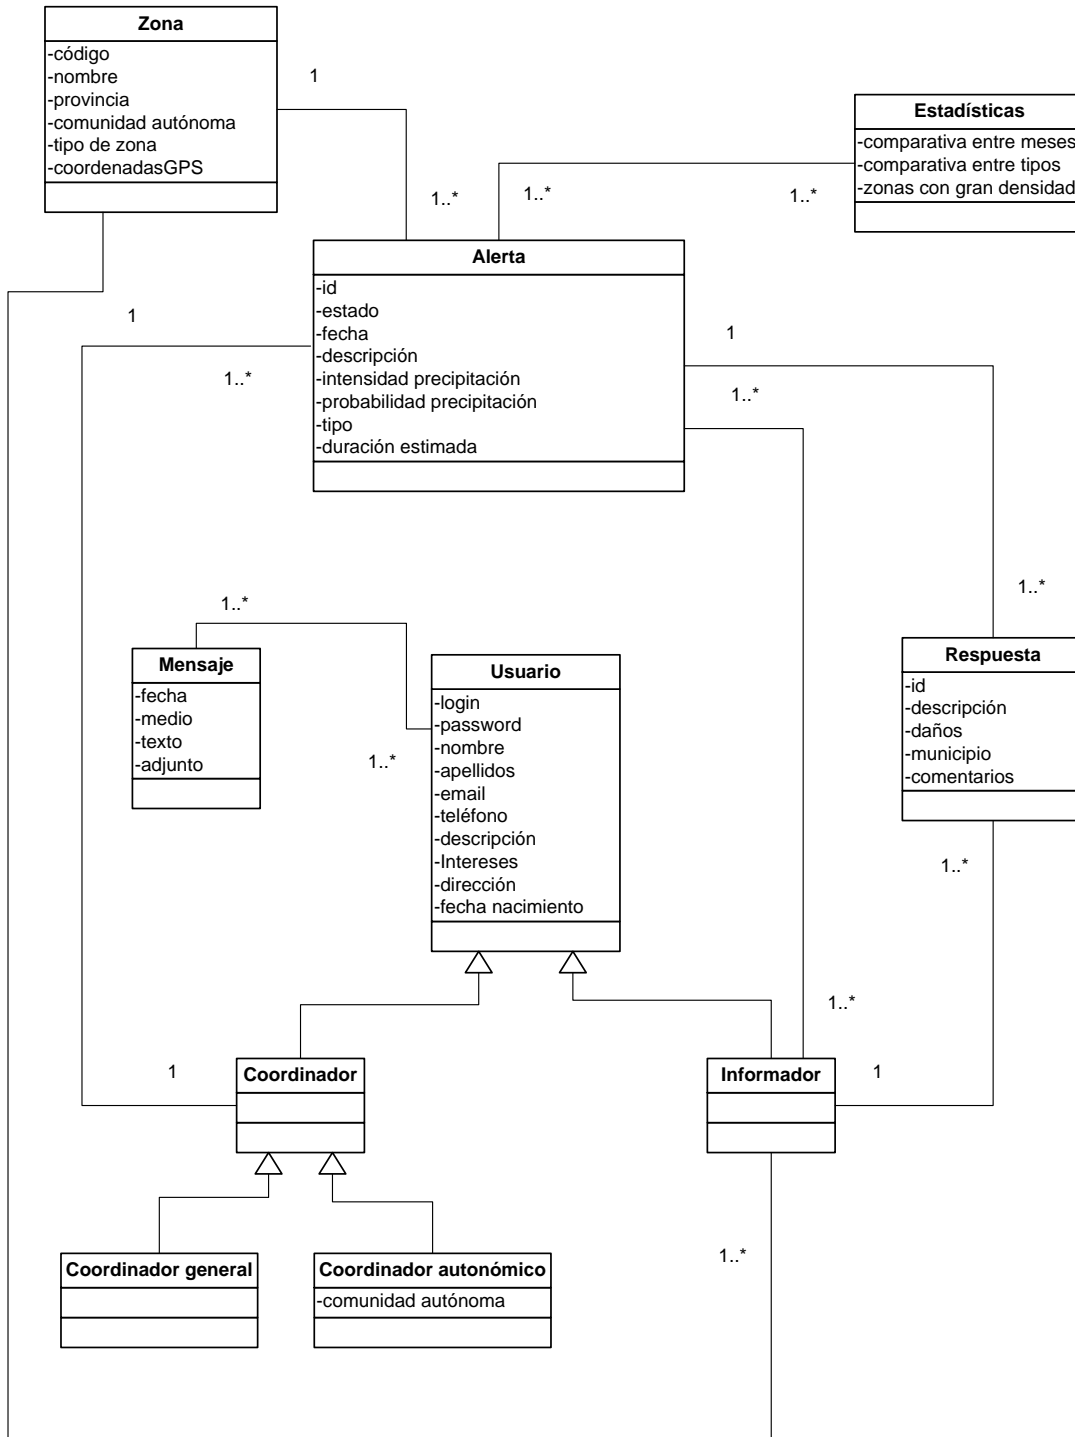 Zona
-código
-nombre
-provincia
-comunidad autónoma
-tipo de zona
-coordenadasGPS
1
1..*
Estadísticas
-comparativa entre meses
-comparativa entre tipos
-zonas con gran densidad
1..*
1..*
Alerta
-id
-estado
-fecha
-descripción
-intensidad precipitación
-probabilidad precipitación
-tipo
-duración estimada
1
1..*
1
1..*
1..*
1..*
Mensaje
-fecha
-medio
-texto
-adjunto
1..*
Usuario
-login
-password
-nombre
-apellidos
-email
-teléfono
-descripción
-Intereses
-dirección
-fecha nacimiento
Respuesta
-id
-descripción
-daños
-municipio
-comentarios
1..*
1..*
1
Coordinador
Informador
1
1..*
Coordinador general
Coordinador autonómico
-comunidad autónoma